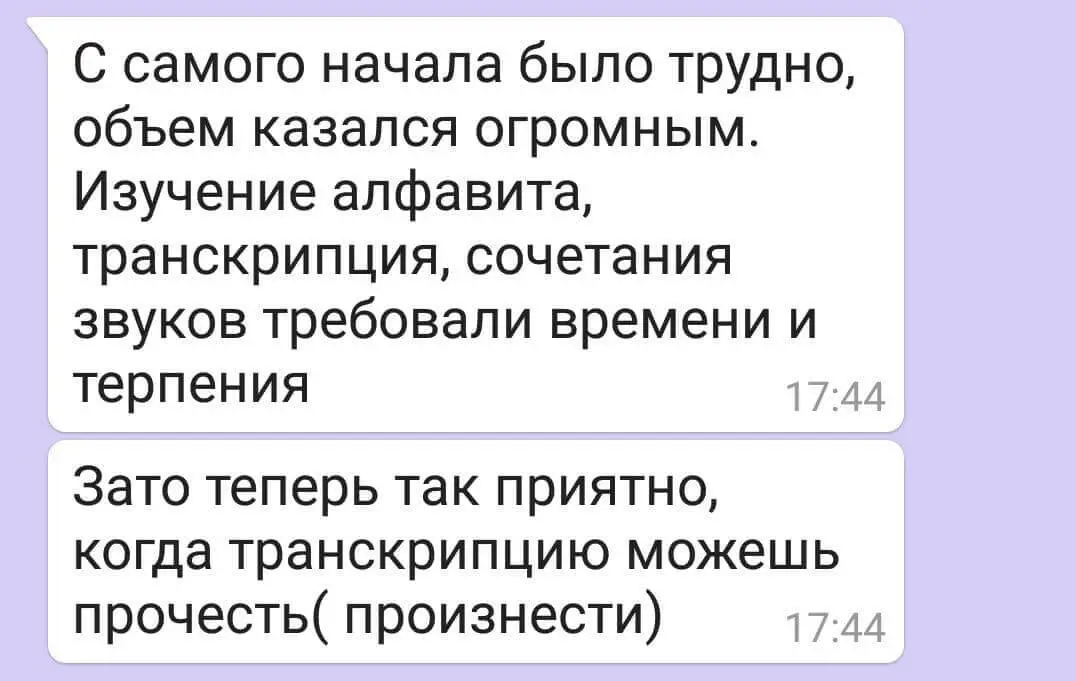 С самого начала было трудно,
объем казался огромным.
Изучение алфавита,
транскрипция, сочетания
звуков требовали времени и
терпения
17:44
Зато теперь так приятно,
когда транскрипцию можешь
прочесть( произнести)
17:44